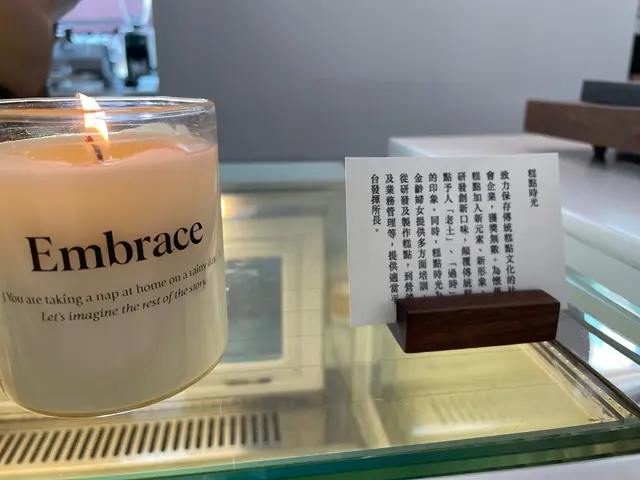 Embrace
You are taking a nap at home on a rainy day.
Let's imagine the rest of the story.
糕點時光
致力保存傳統糕點文化的社
會企業，獲獎無數。為懷舊
糕點加入新元素、新形象，
研發創新口味，顛覆傳統糕
點予人「老土」、「過時」
的印象。同時，糕點時光為
金齡婦女提供多方面培訓，
從研發及製作糕點，到營
及業務管理等，提供適當平
台發揮所長。